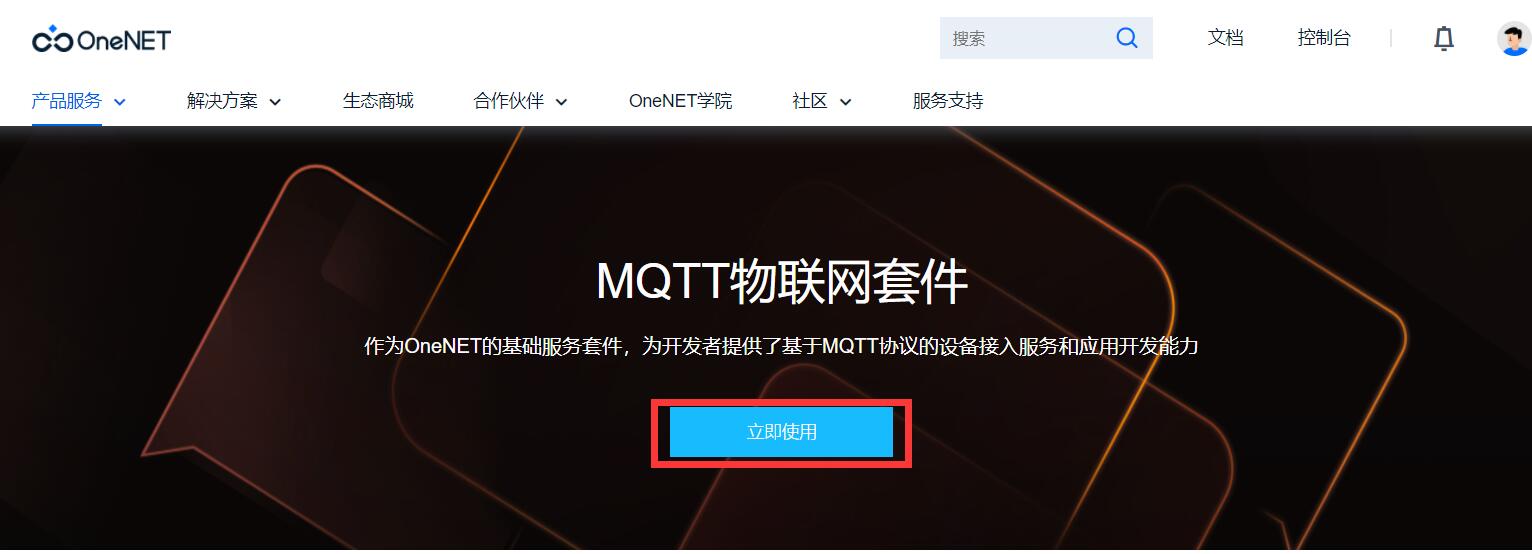 OneNET
搜索
文档
控制台
产品服务
解决方案
生态商城
合作伙伴
OneNET学院
社区
服务支持
MQTT物联网套件
作为OneNET的基础服务套件，为开发者提供了基于MQTT协议的设备接入服务和应用开发能力
立即使用